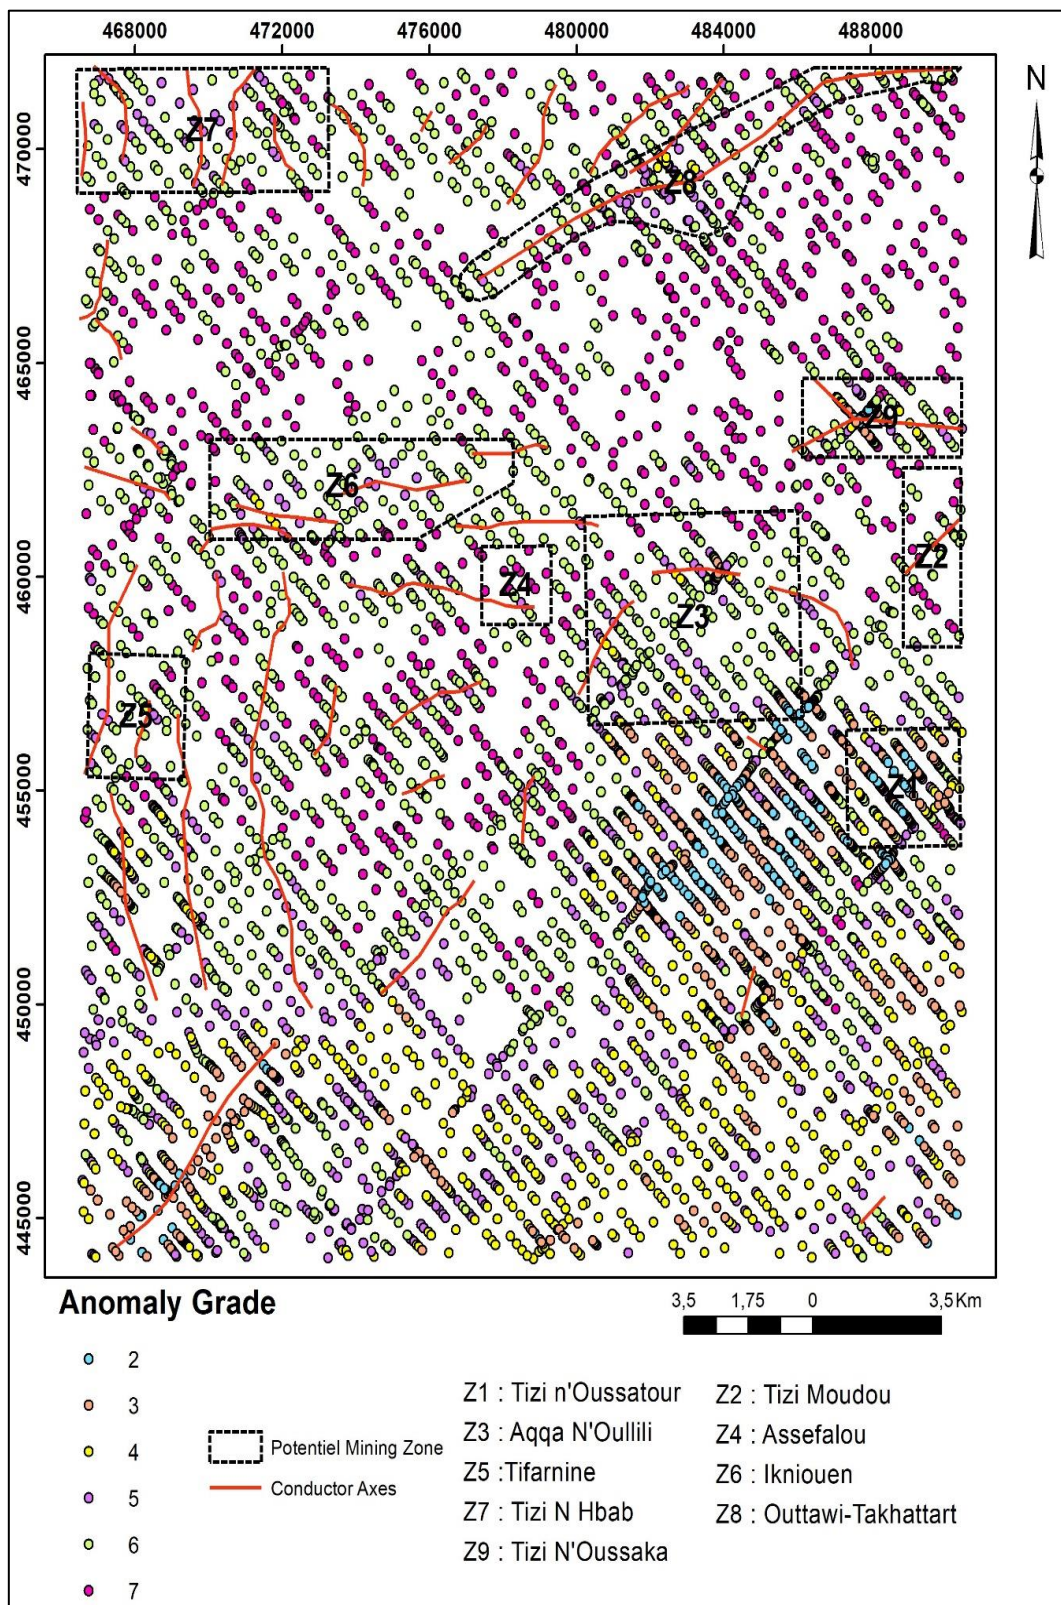 468000 472000 476000 480000 484000 488000
N
470000
465000
460000
455000
450000
445000
Z7
Z8
Z9
Z6
Z2
Z4
Z3
Z5
Z1
Anomaly Grade
3,5 1,75 0 3,5 Km
2
3
4
5
6
7
Potentiel Mining Zone
Conductor Axes
Z1 : Tizi n'Oussatour Z2 : Tizi Moudou
Z3 : Aqqa N'Oullili Z4 : Assefalou
Z5 :Tifarnine Z6 : Ikniouen
Z7 : Tizi N Hbab Z8 : Outtawi-Takhattart
Z9 : Tizi N'Oussaka